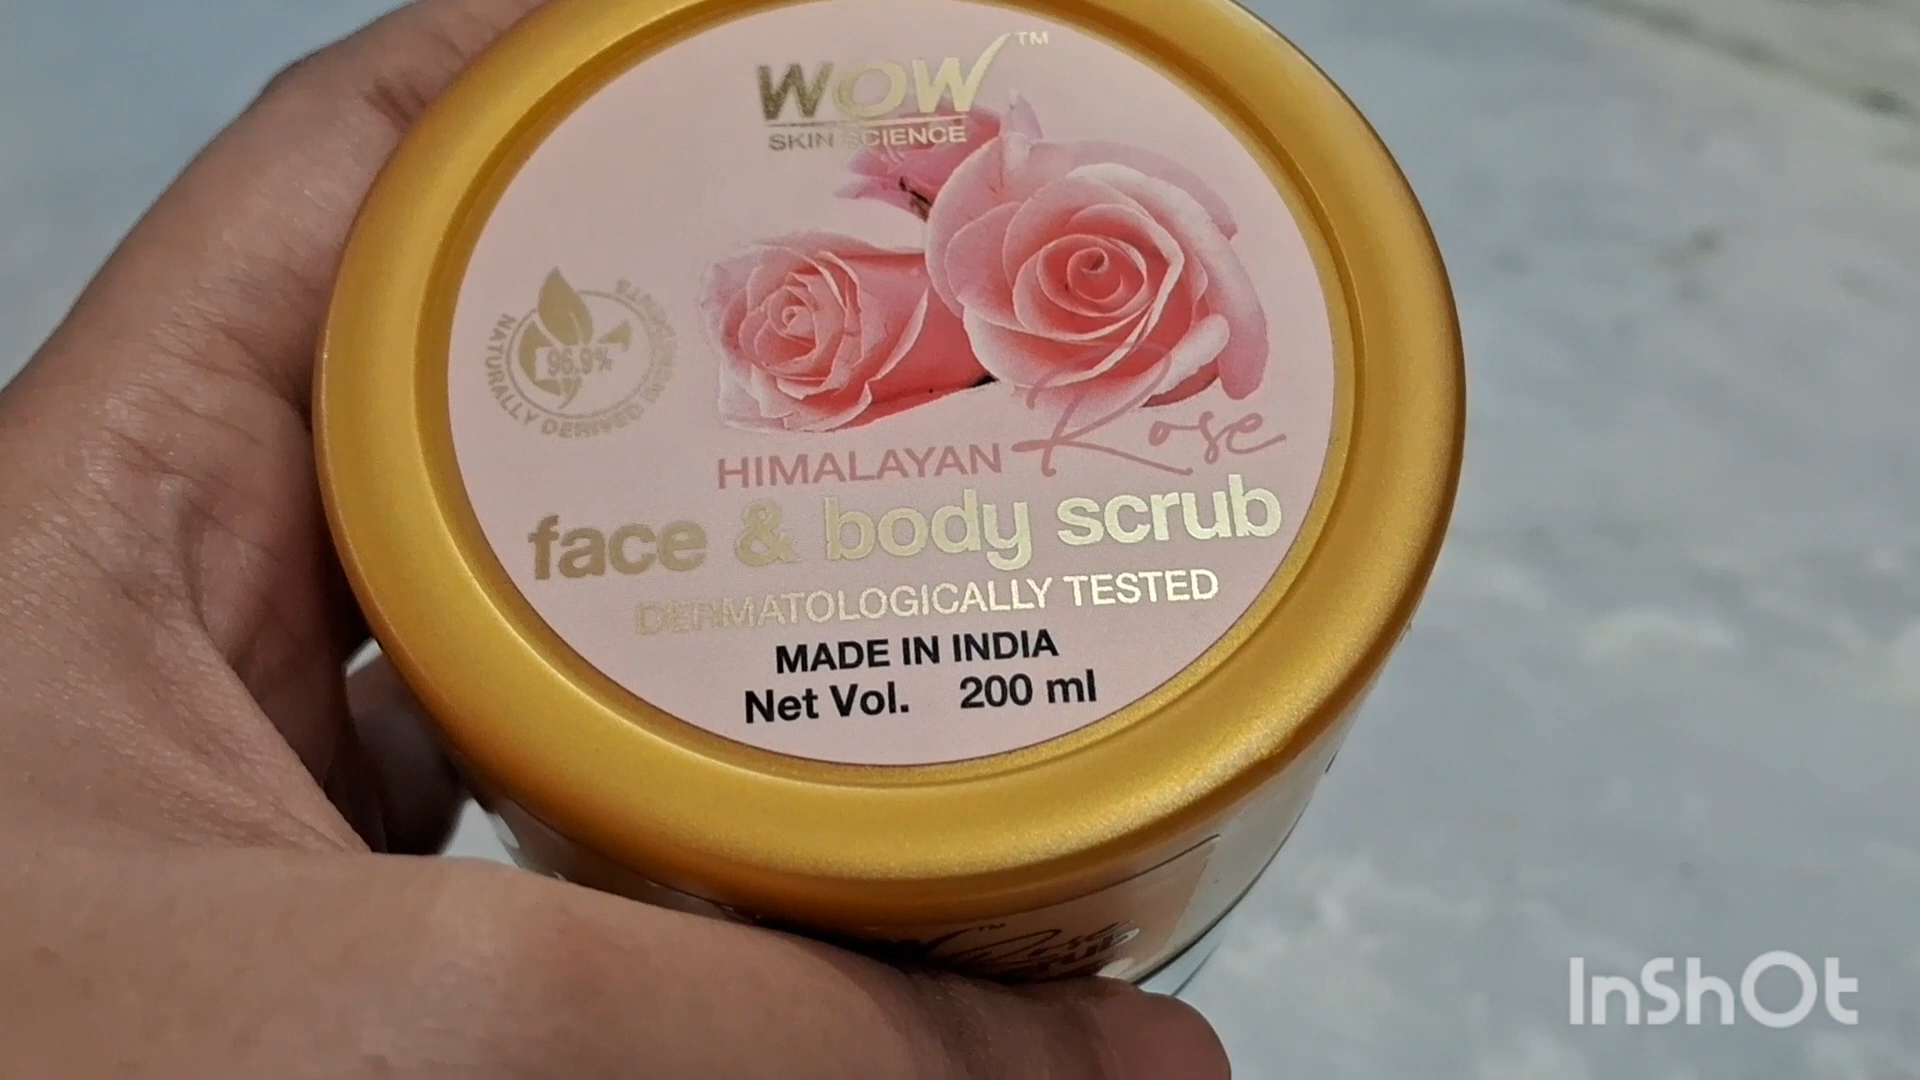 WOW™
SKIN SCIENCE
96.9%
NATURALLY DERIVED INGREDIENTS
HIMALAYAN Rose
face & body scrub
DERMATOLOGICALLY TESTED
MADE IN INDIA
Net Vol. 200 ml
InShOt